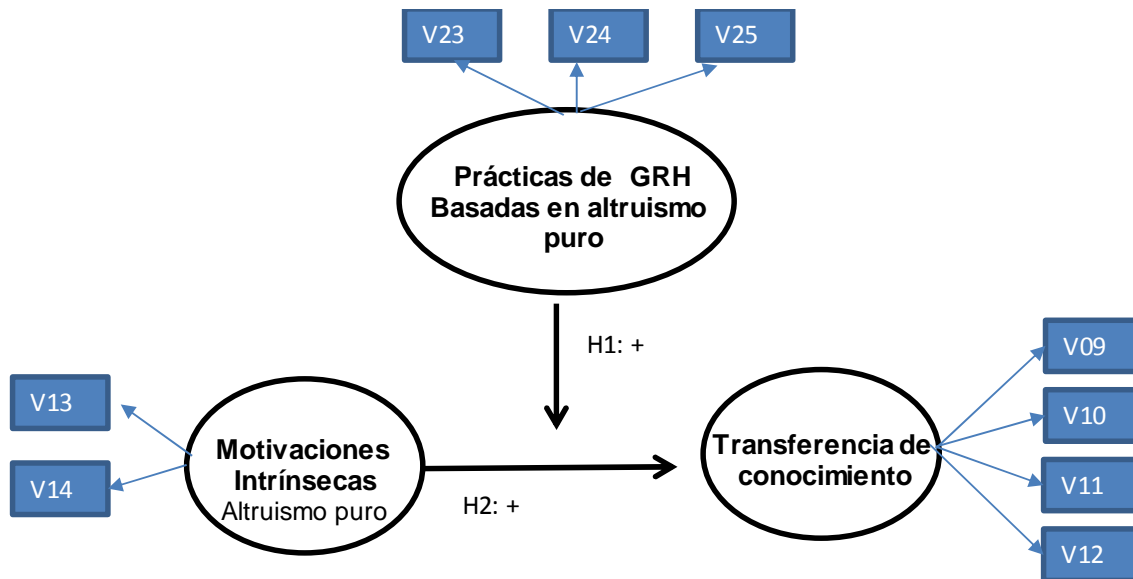 V23
V24
V25
Prácticas de GRH
Basadas en altruismo
puro
H1: +
V13
V14
Motivaciones
Intrínsecas
Altruismo puro
H2: +
Transferencia de
conocimiento
V09
V10
V11
V12